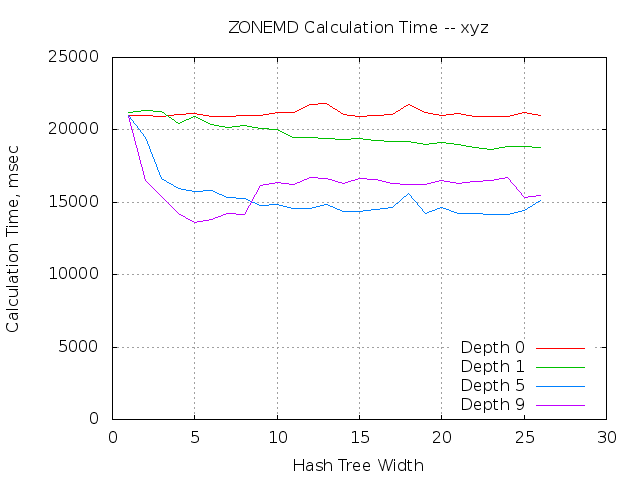 ZONEMD Calculation Time -- xyz
25000
20000
15000
10000
5000
0
Calculation Time, msec
0 5 10 15 20 25 30
Hash Tree Width
Depth 0
Depth 1
Depth 5
Depth 9